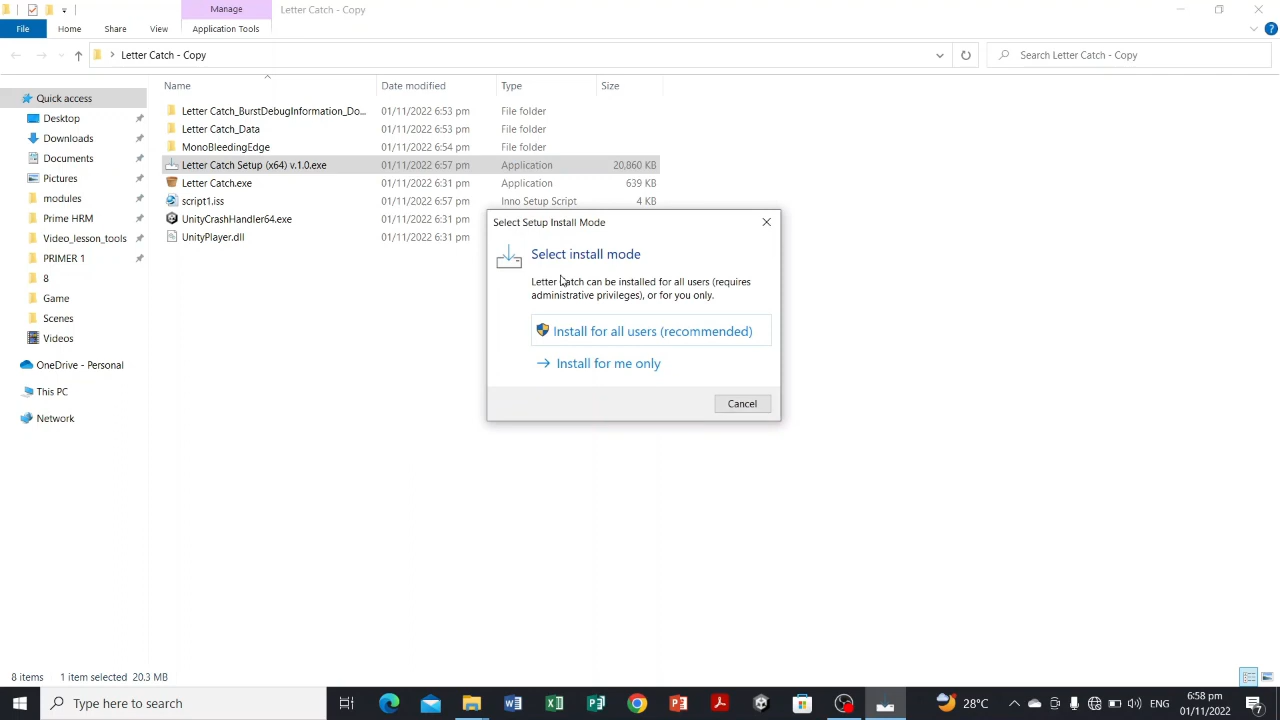 Manage
Letter Catch - Copy
File
Home
Share
View
Application Tools
Letter Catch - Copy
Search Letter Catch - Copy
Name
Date modified
Type
Size
Quick access
Desktop
Downloads
Documents
Pictures
modules
Prime HRM
Video_lesson_tools
PRIMER 1
8
Game
Scenes
Videos
OneDrive - Personal
This PC
Network
Letter Catch_BurstDebugInformation_Do... 01/11/2022 6:53 pm File folder
Letter Catch_Data 01/11/2022 6:53 pm File folder
MonoBleedingEdge 01/11/2022 6:54 pm File folder
Letter Catch Setup (x64) v.1.0.exe 01/11/2022 6:57 pm Application 20,860 KB
Letter Catch.exe 01/11/2022 6:31 pm Application 639 KB
script1.iss 01/11/2022 6:57 pm Inno Setup Script 4 KB
UnityCrashHandler64.exe 01/11/2022 6:31 pm
UnityPlayer.dll 01/11/2022 6:31 pm
Select Setup Install Mode
Select install mode
Letter Catch can be installed for all users (requires
administrative privileges), or for you only.
Install for all users (recommended)
Install for me only
Cancel
8 items 1 item selected 20.3 MB
Type here to search
28°C
ENG
6:58 pm
01/11/2022
7